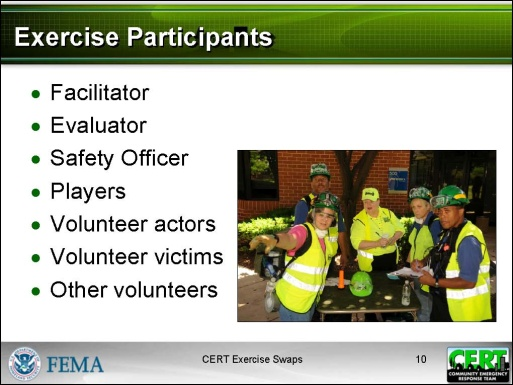 Exercise Participants
Facilitator
Evaluator
Safety Officer
Players
Volunteer actors
Volunteer victims
Other volunteers
FEMA
CERT Exercise Swaps
10
CERT
COMMUNITY EMERGENCY
RESPONSE TEAM